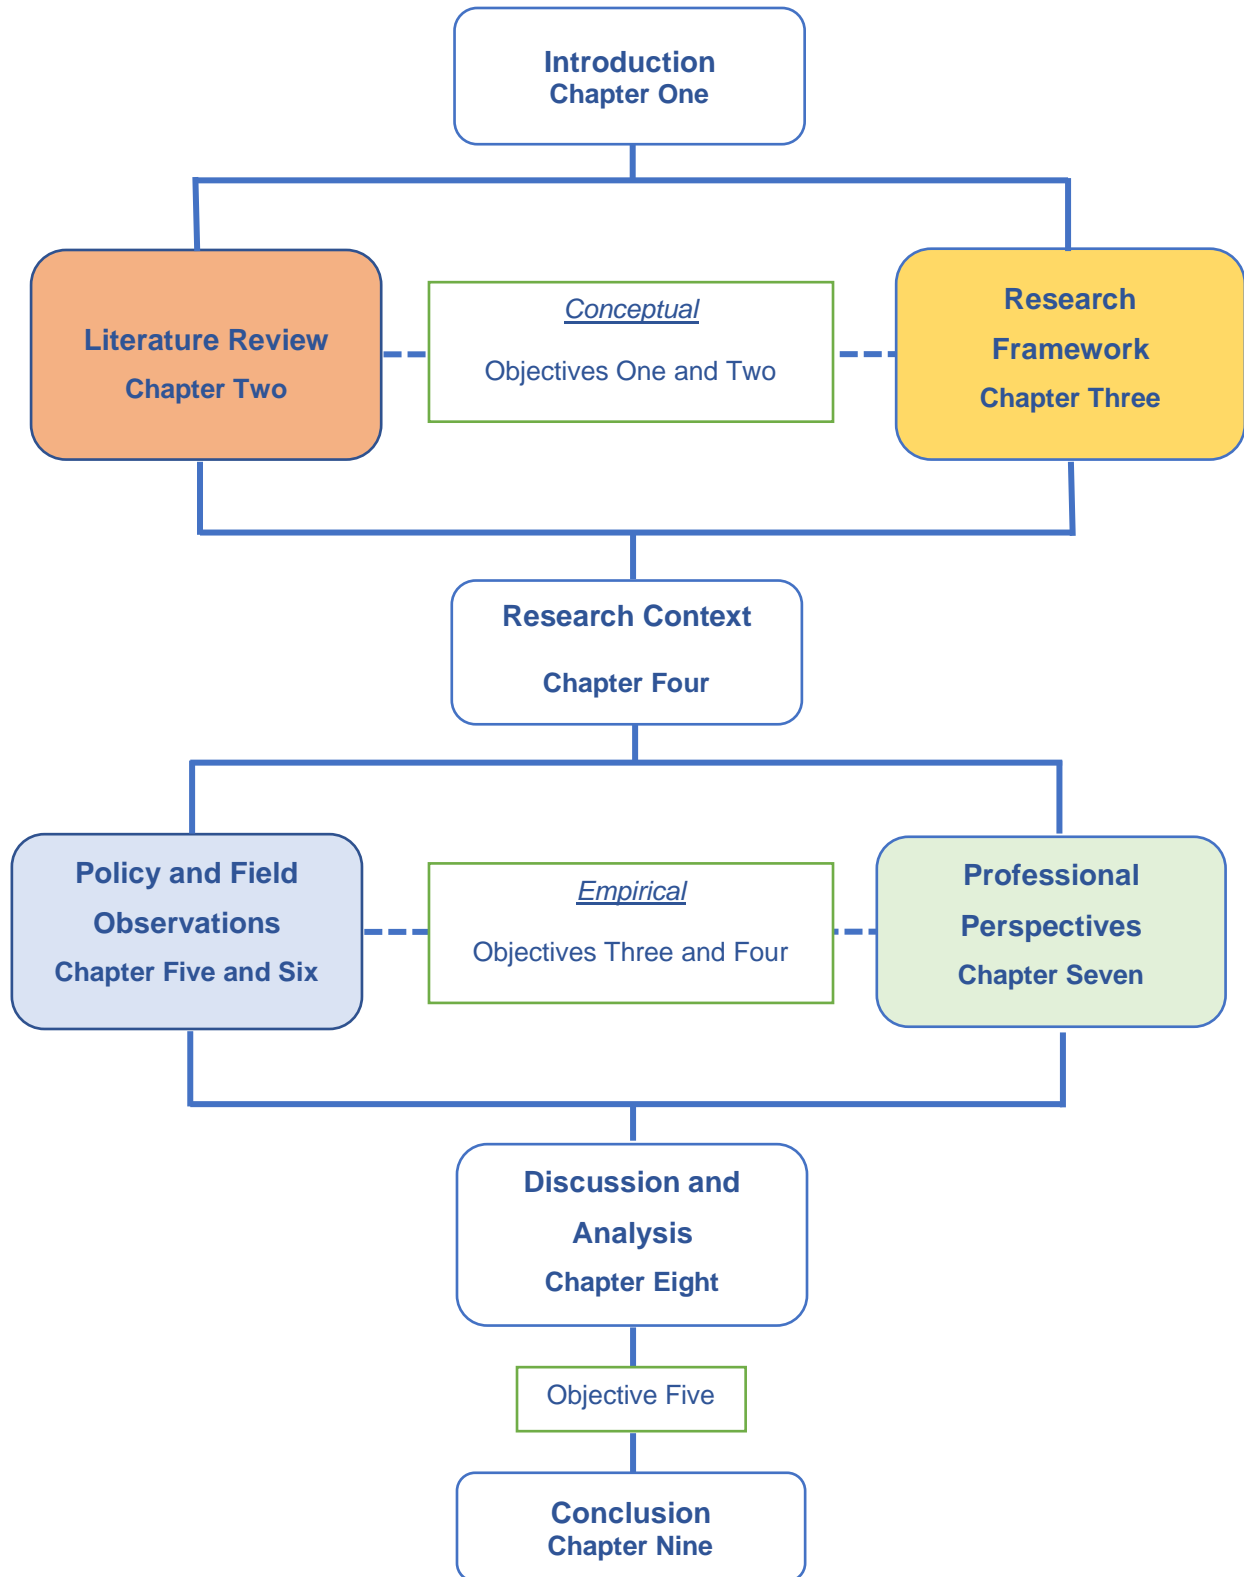 Introduction
Chapter One
Literature Review
Chapter Two
Conceptual
Objectives One and Two
Research
Framework
Chapter Three
Research Context
Chapter Four
Policy and Field
Observations
Chapter Five and Six
Empirical
Objectives Three and Four
Professional
Perspectives
Chapter Seven
Discussion and
Analysis
Chapter Eight
Objective Five
Conclusion
Chapter Nine